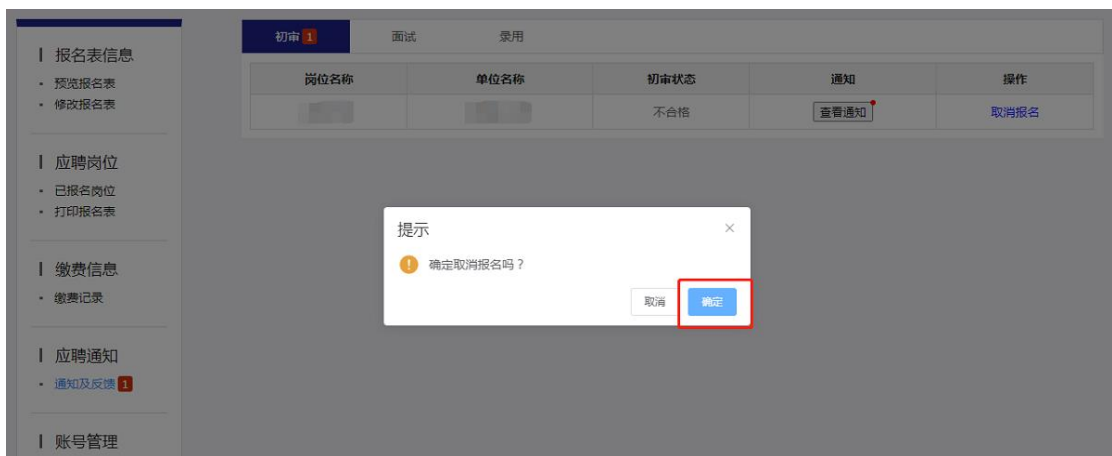 报名表信息
• 预览报名表
• 修改报名表
应聘岗位
• 已报名岗位
• 打印报名表
缴费信息
• 缴费记录
应聘通知
• 通知及反馈 1
账号管理
初审 1 面试 录用
岗位名称 单位名称 初审状态 通知 操作
不合格 查看通知 取消报名
提示 ×
! 确定取消报名吗？
取消 确定